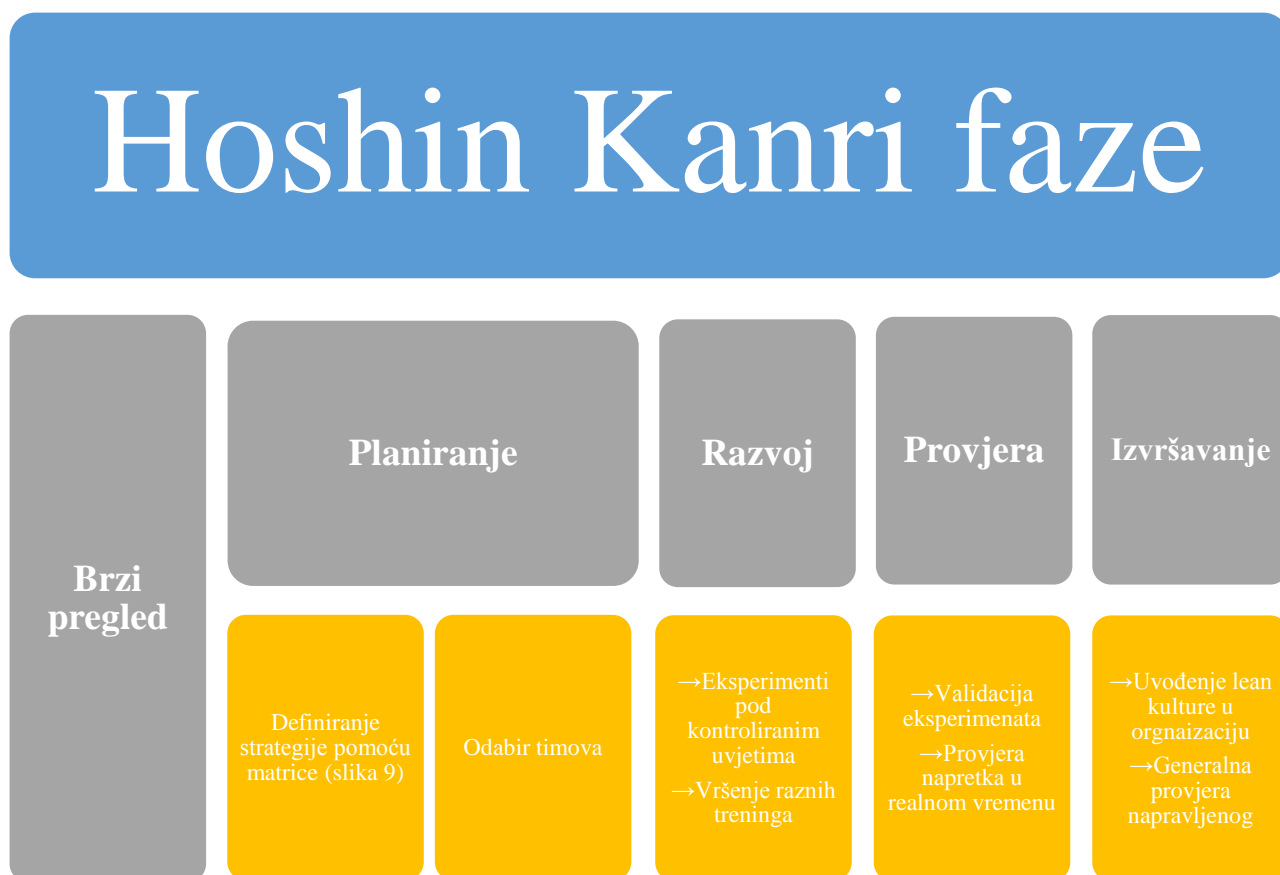 Hoshin Kanri faze
Brzi
pregled
Planiranje
Razvoj
Provjera
Izvršavanje
Definiranje
strategije pomoću
matrice (slika 9)
Odabir timova
→Eksperimenti
pod
kontroliranim
uvjetima
→Vršenje raznih
treninga
→Validacija
eksperimenata
→Provjera
napretka u
realnom vremenu
→Uvođenje lean
kulture u
orgnaizaciju
→Generalna
provjera
napravljenog